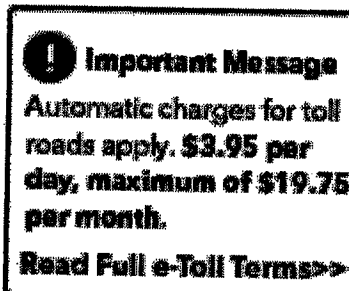 ! Important Message
Automatic charges for toll
roads apply. $3.95 per
day, maximum of $19.75
per month.
Read Full e-Toll Terms>>